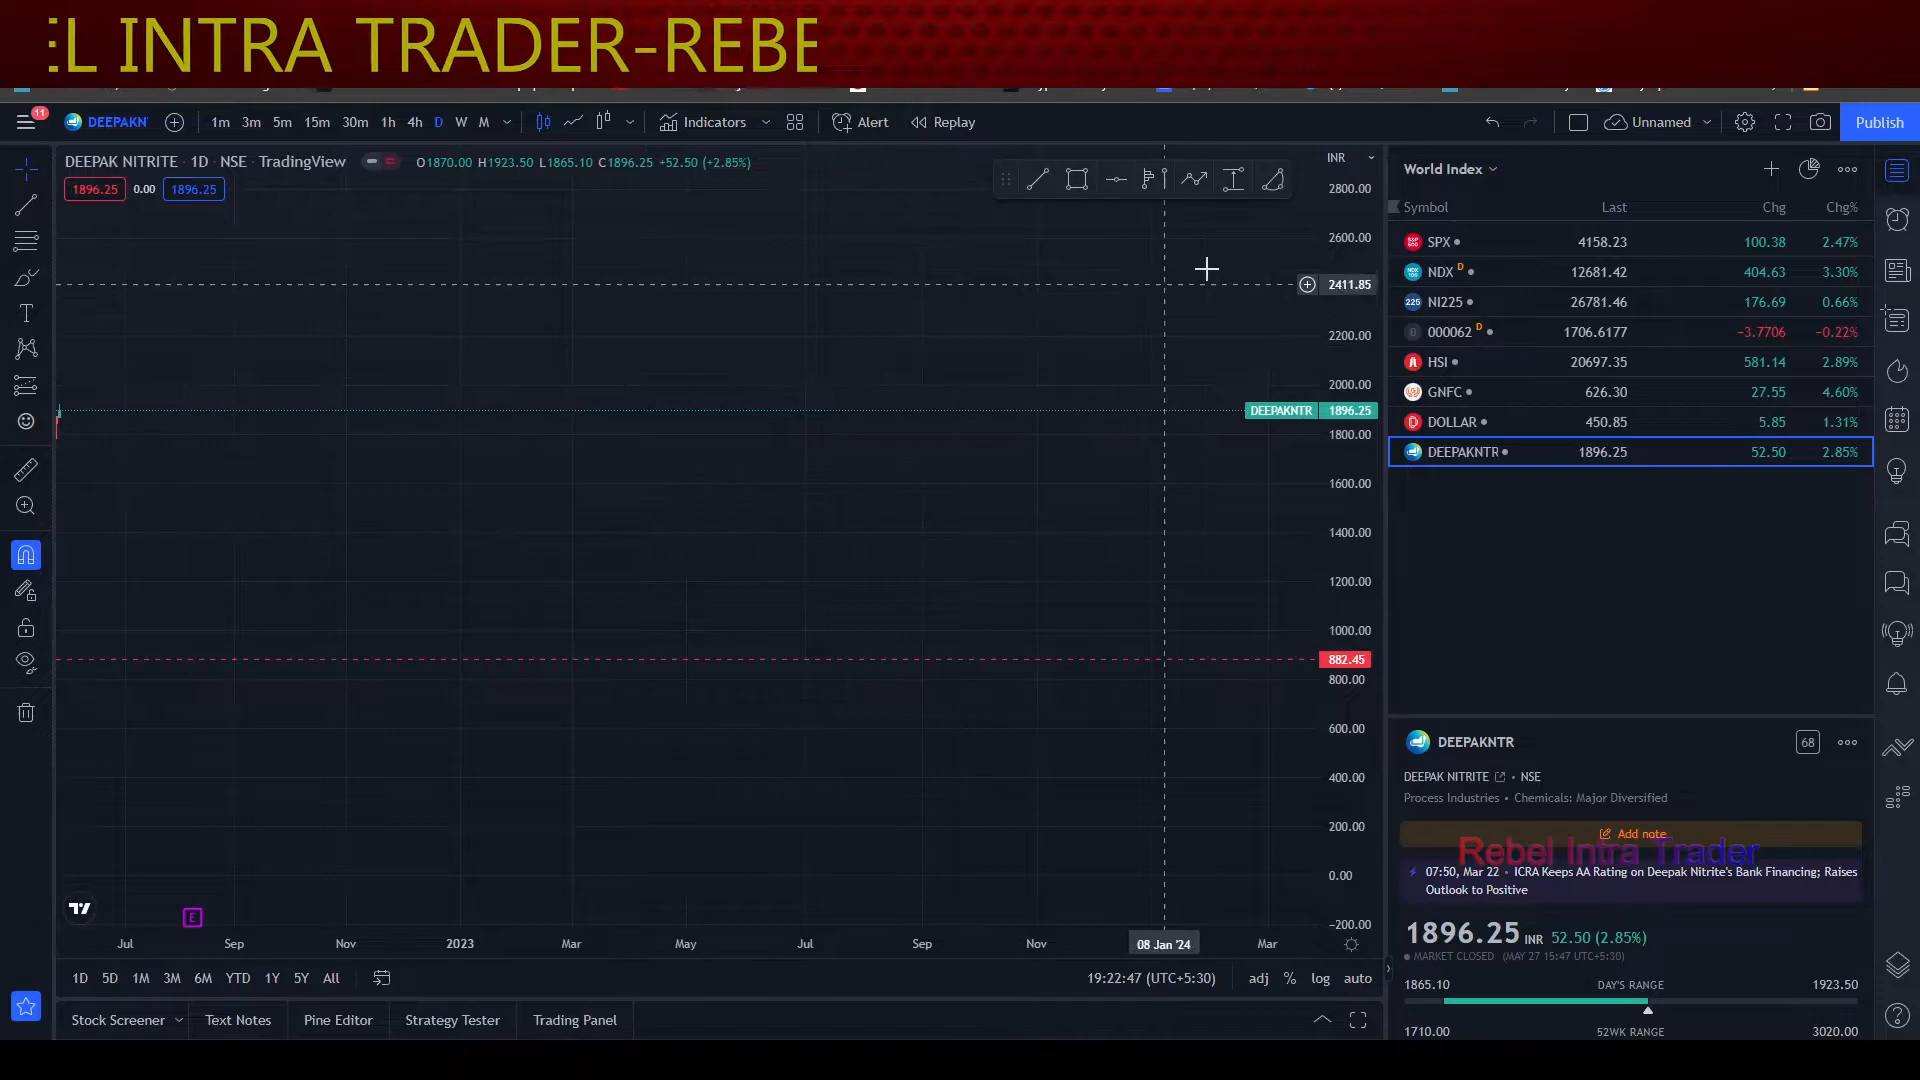 EL INTRA TRADER-REBE
11
DEEPAKN
1m 3m 5m 15m 30m 1h 4h D W M
Indicators
Alert
Replay
Unnamed
Publish
DEEPAK NITRITE · 1D · NSE · TradingView
O1870.00 H1923.50 L1865.10 C1896.25 +52.50 (+2.85%)
1896.25 0.00 1896.25
INR
2800.00
2600.00
2411.85
2200.00
2000.00
DEEPAKNTR 1896.25
1800.00
1600.00
1400.00
1200.00
1000.00
882.45
800.00
600.00
400.00
200.00
0.00
−200.00
E
Jul Sep Nov 2023 Mar May Jul Sep Nov 08 Jan '24 Mar
1D 5D 1M 3M 6M YTD 1Y 5Y All
19:22:47 (UTC+5:30) adj % log auto
Stock Screener Text Notes Pine Editor Strategy Tester Trading Panel
World Index
Symbol Last Chg Chg%
SPX 4158.23 100.38 2.47%
NDX D 12681.42 404.63 3.30%
225 NI225 26781.46 176.69 0.66%
0 000062 D 1706.6177 −3.7706 −0.22%
HSI 20697.35 581.14 2.89%
GNFC 626.30 27.55 4.60%
DOLLAR 450.85 5.85 1.31%
DEEPAKNTR 1896.25 52.50 2.85%
DEEPAKNTR 68
DEEPAK NITRITE • NSE
Process Industries • Chemicals: Major Diversified
Add note
Rebel Intra Trader
07:50, Mar 22 • ICRA Keeps AA Rating on Deepak Nitrite's Bank Financing; Raises
Outlook to Positive
1896.25 INR 52.50 (2.85%)
MARKET CLOSED (MAY 27 15:47 UTC+5:30)
1865.10 DAY'S RANGE 1923.50
1710.00 52WK RANGE 3020.00